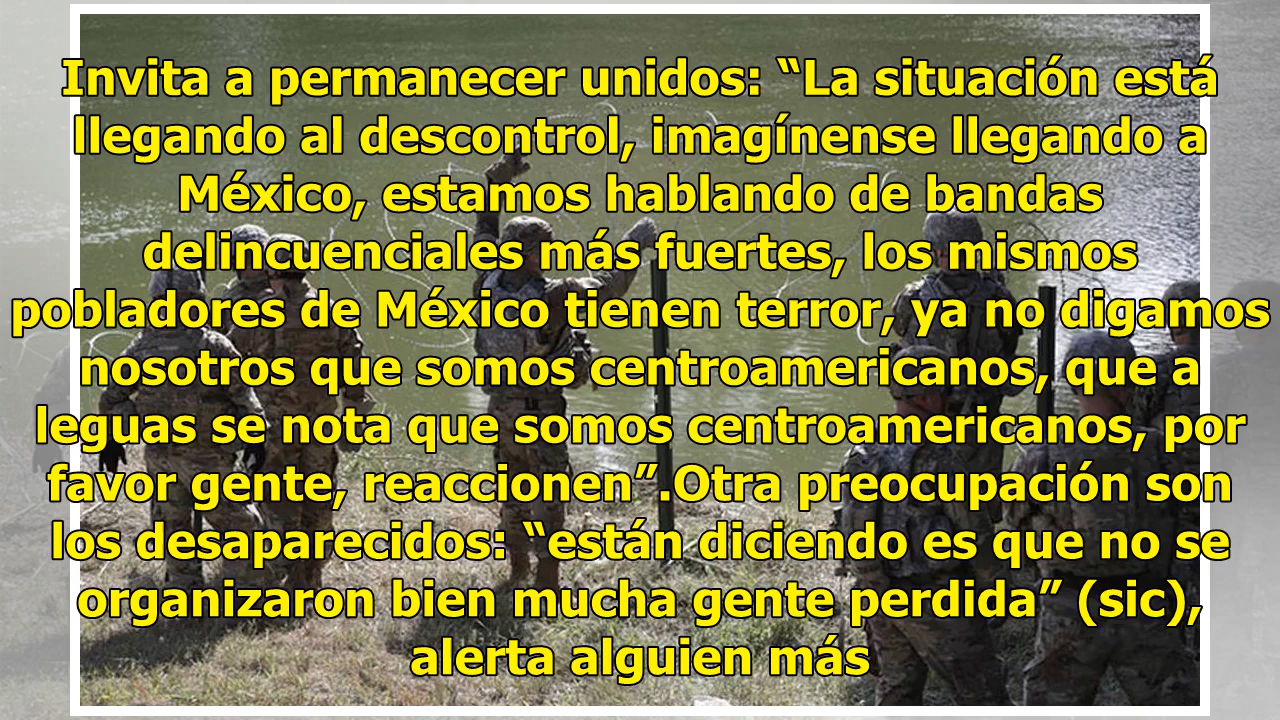 Invita a permanecer unidos: “La situación está
llegando al descontrol, imagínense llegando a
México, estamos hablando de bandas
delincuenciales más fuertes, los mismos
pobladores de México tienen terror, ya no digamos
nosotros que somos centroamericanos, que a
leguas se nota que somos centroamericanos, por
favor gente, reaccionen”.Otra preocupación son
los desaparecidos: “están diciendo es que no se
organizaron bien mucha gente perdida” (sic),
alerta alguien más